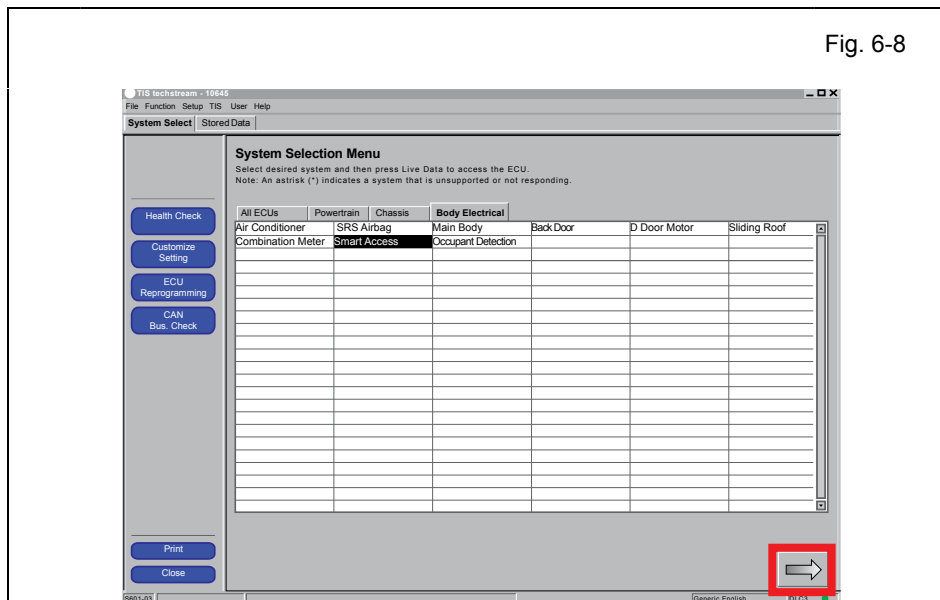 Fig. 6-8
TIS techstream - 10645
File Function Setup TIS User Help
System Select Stored Data
System Selection Menu
Select desired system and then press Live Data to access the ECU.
Note: An astrisk (*) indicates a system that is unsupported or not responding.
Health Check
Customize
Setting
ECU
Reprogramming
CAN
Bus. Check
All ECUs Powertrain Chassis Body Electrical
Air Conditioner SRS Airbag Main Body Back Door D Door Motor Sliding Roof
Combination Meter Smart Access Occupant Detection
Print
Close
S601-03 Generic English DLC3